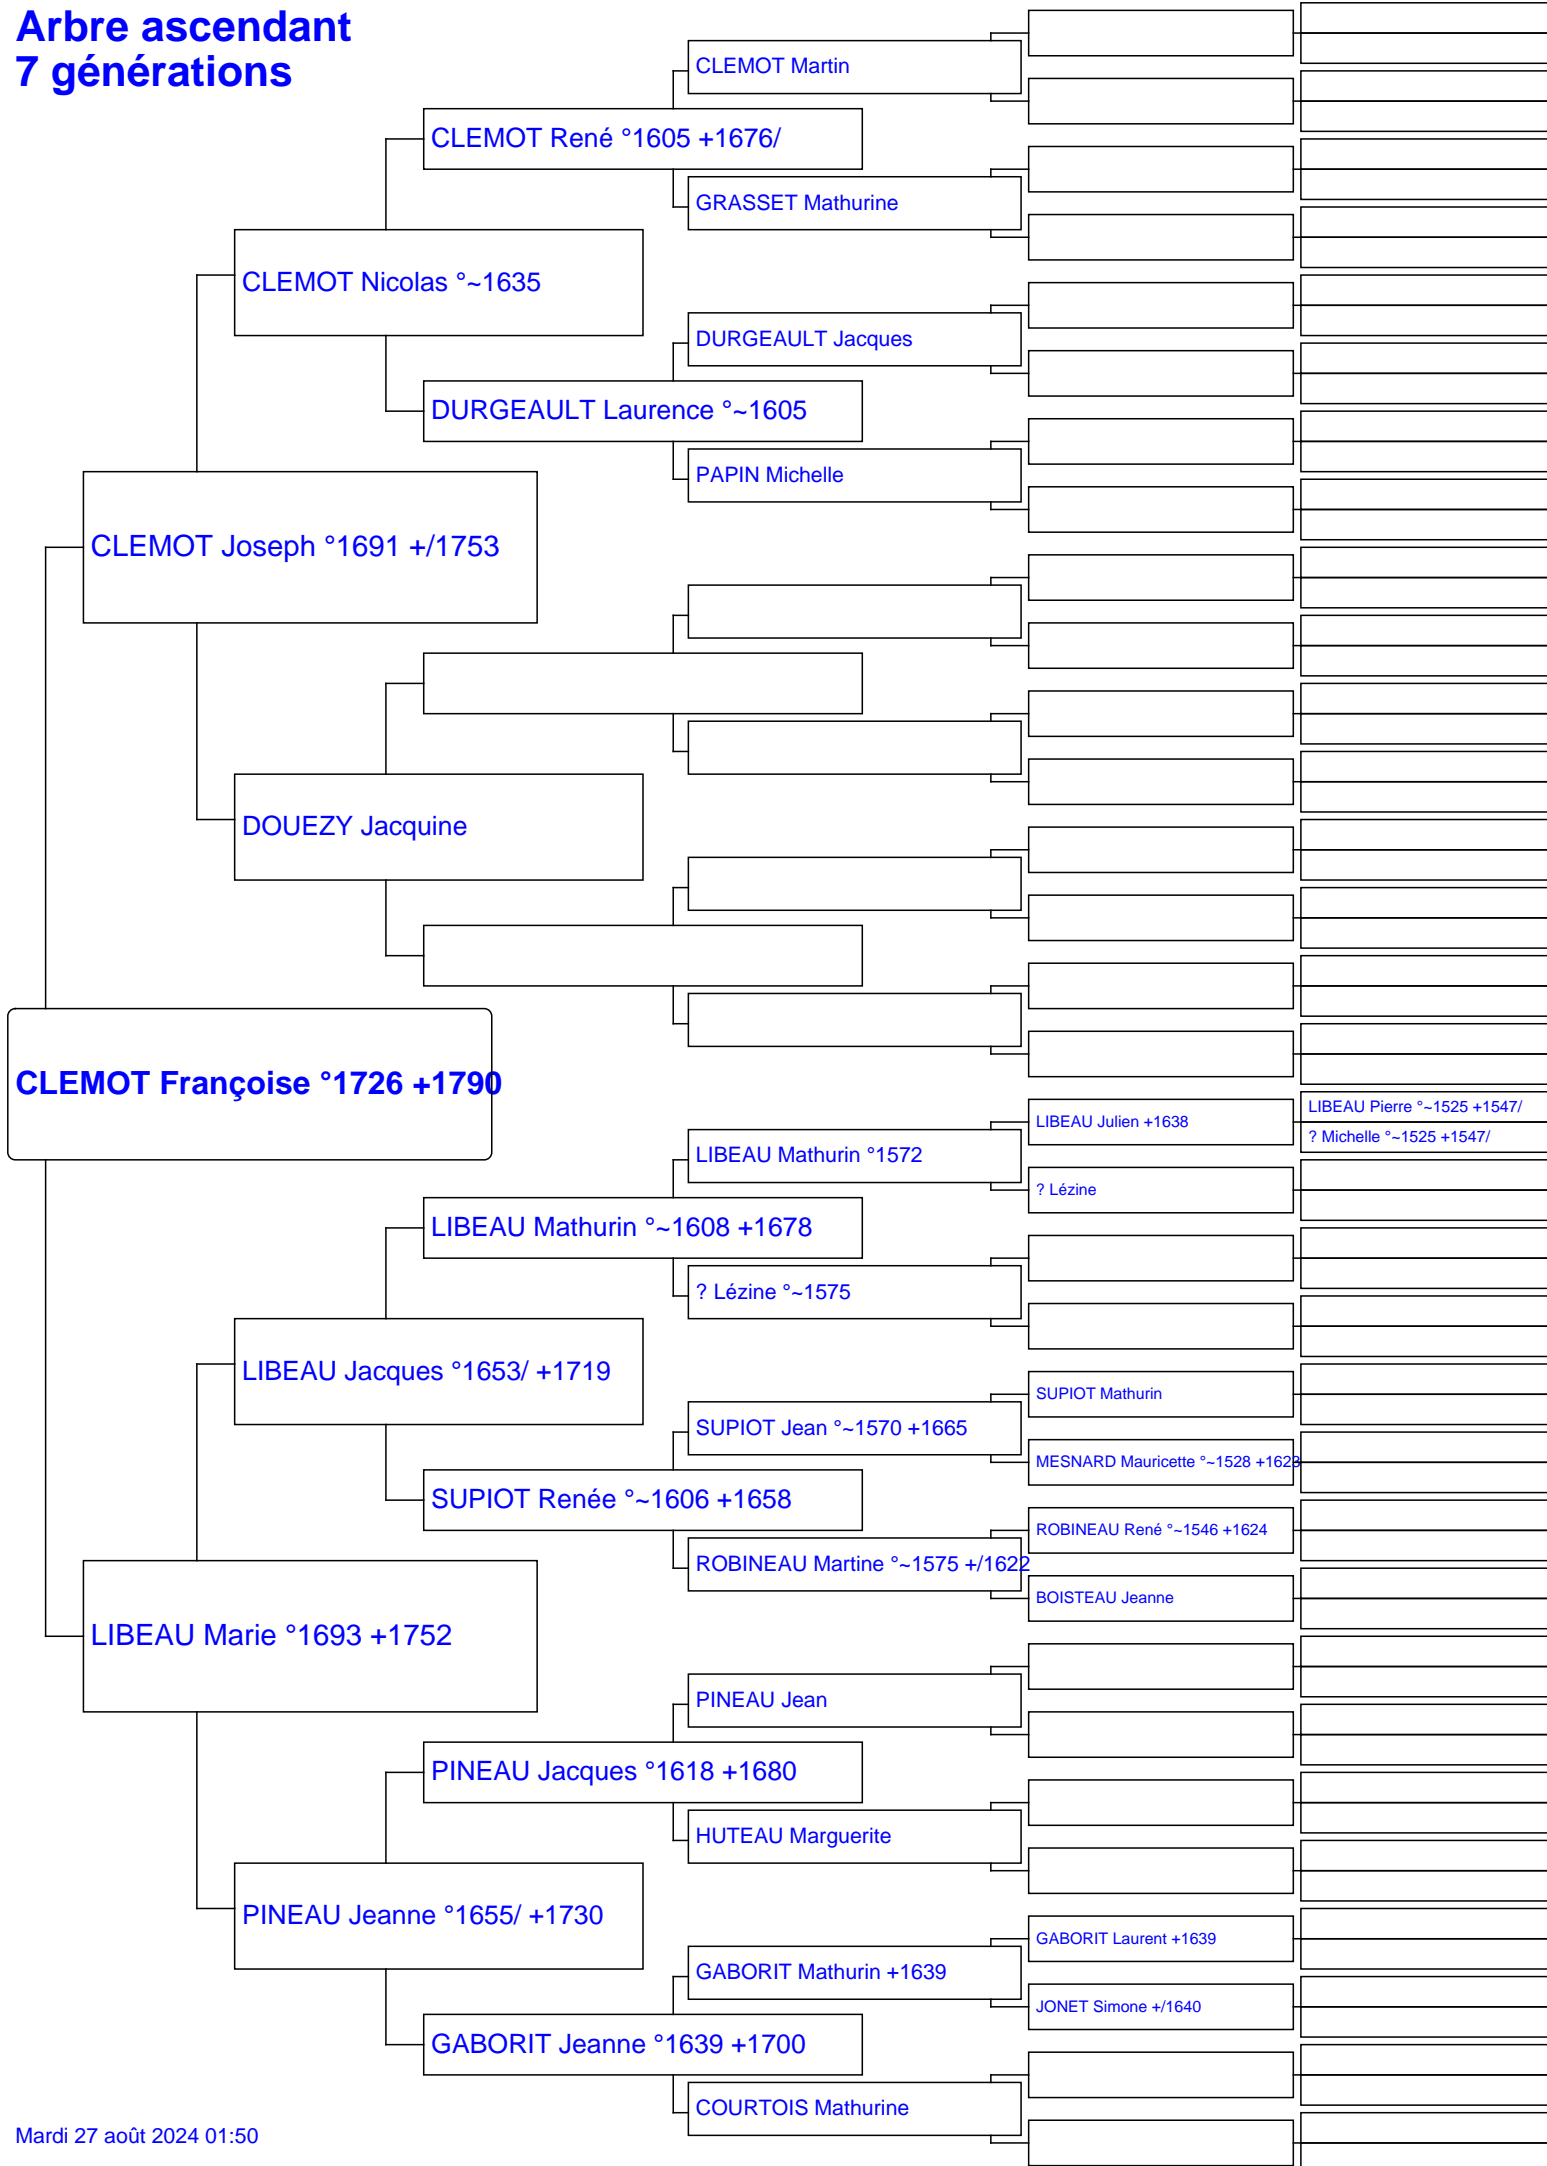 Arbre ascendant
7 générations
CLEMOT Martin
CLEMOT René °1605 +1676/
GRASSET Mathurine
CLEMOT Nicolas °~1635
DURGEAULT Jacques
DURGEAULT Laurence °~1605
PAPIN Michelle
CLEMOT Joseph °1691 +/1753
DOUEZY Jacquine
CLEMOT Françoise °1726 +1790
LIBEAU Pierre °~1525 +1547/
LIBEAU Julien +1638
? Michelle °~1525 +1547/
LIBEAU Mathurin °1572
? Lézine
LIBEAU Mathurin °~1608 +1678
? Lézine °~1575
LIBEAU Jacques °1653/ +1719
SUPIOT Mathurin
SUPIOT Jean °~1570 +1665
MESNARD Mauricette °~1528 +1623
SUPIOT Renée °~1606 +1658
ROBINEAU René °~1546 +1624
ROBINEAU Martine °~1575 +/1622
BOISTEAU Jeanne
LIBEAU Marie °1693 +1752
PINEAU Jean
PINEAU Jacques °1618 +1680
HUTEAU Marguerite
PINEAU Jeanne °1655/ +1730
GABORIT Laurent +1639
GABORIT Mathurin +1639
JONET Simone +/1640
GABORIT Jeanne °1639 +1700
COURTOIS Mathurine
Mardi 27 août 2024 01:50